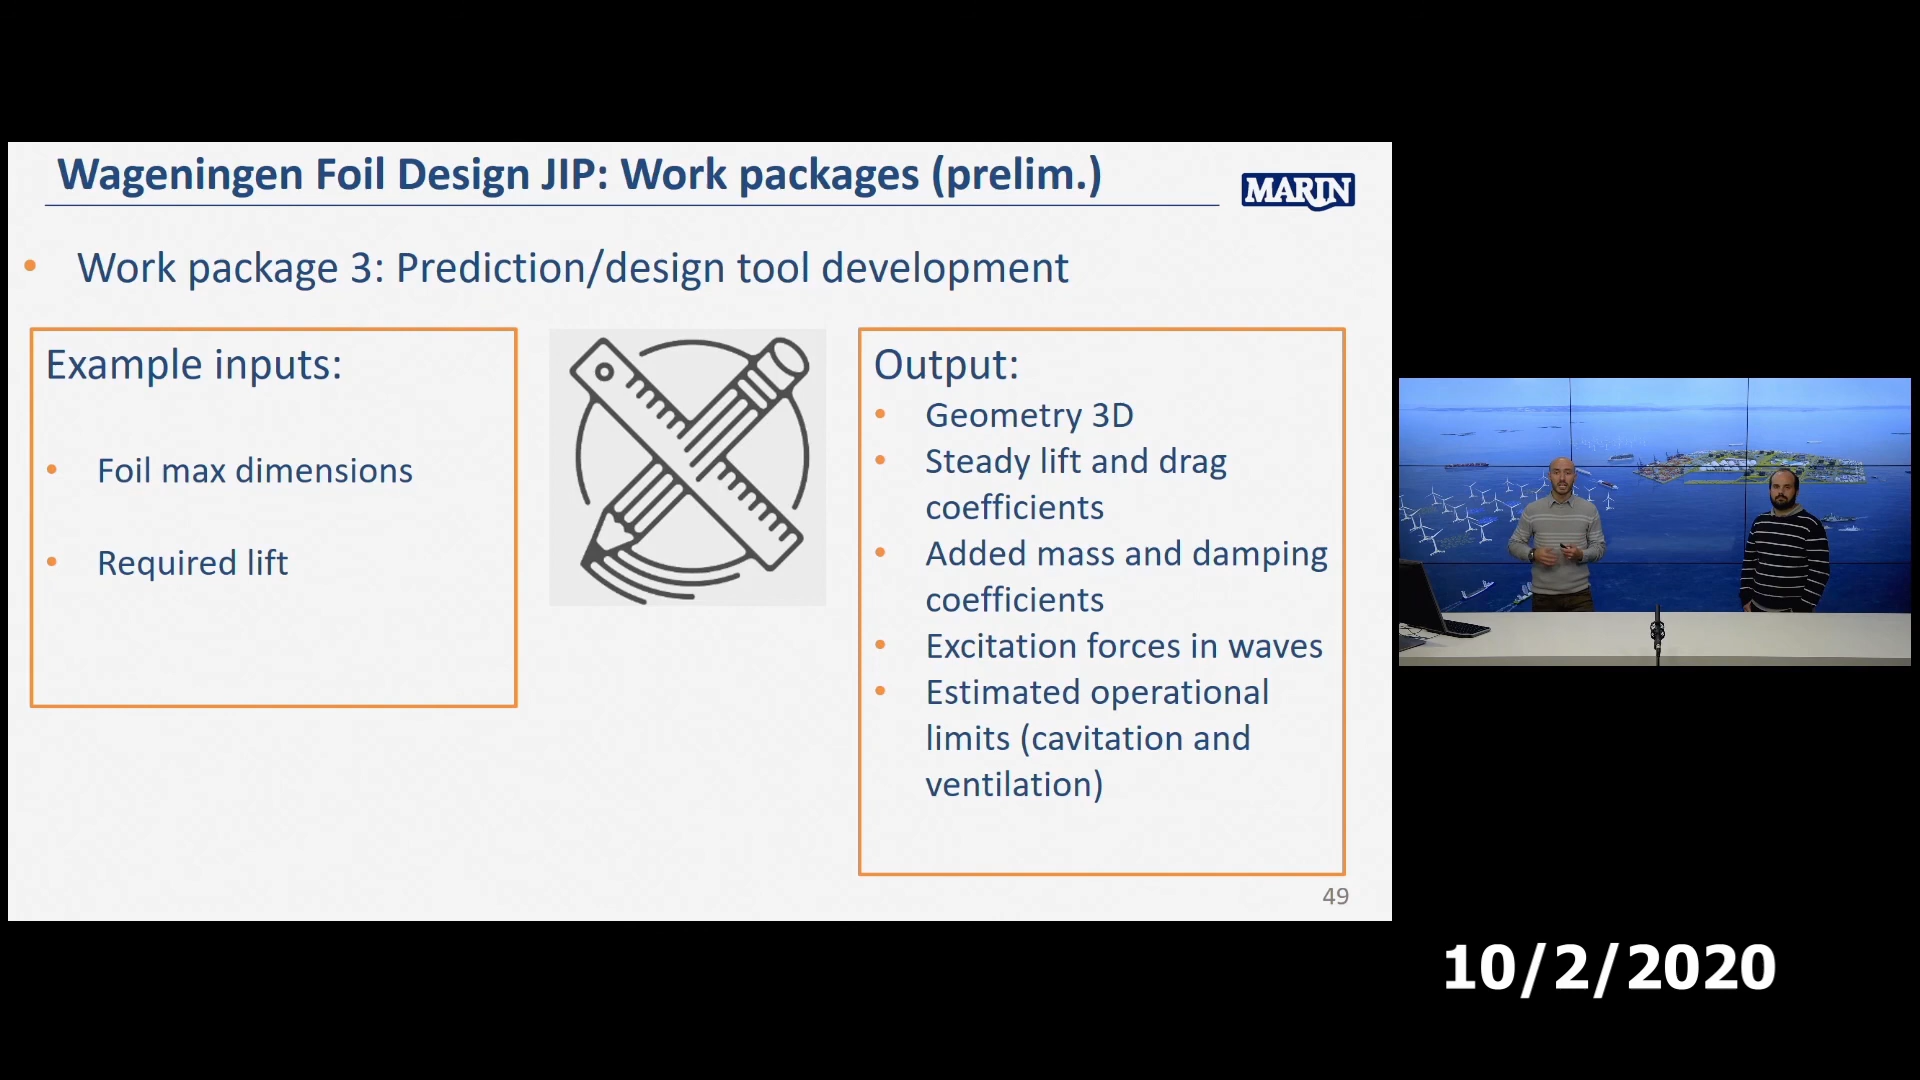 Wageningen Foil Design JIP: Work packages (prelim.)
MARIN
• Work package 3: Prediction/design tool development
Example inputs:
• Foil max dimensions
• Required lift
Output:
• Geometry 3D
• Steady lift and drag
coefficients
• Added mass and damping
coefficients
• Excitation forces in waves
• Estimated operational
limits (cavitation and
ventilation)
49
10/2/2020